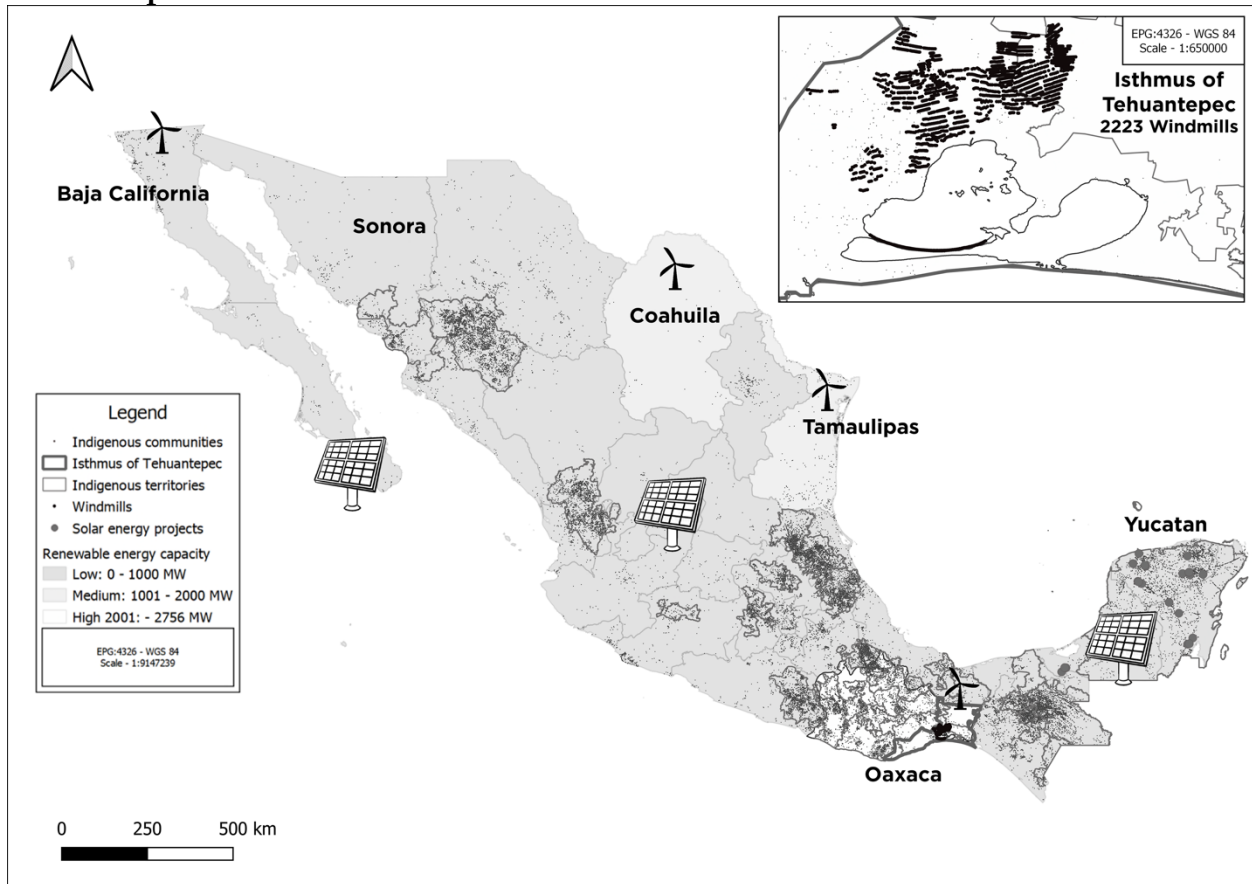 EPG:4326 - WGS 84
Scale - 1:650000
Isthmus of
Tehuantepec
2223 Windmills
Baja California
Sonora
Coahuila
Tamaulipas
Yucatan
Oaxaca
Legend
Indigenous communities
Isthmus of Tehuantepec
Indigenous territories
Windmills
Solar energy projects
Renewable energy capacity
Low: 0 - 1000 MW
Medium: 1001 - 2000 MW
High 2001: - 2756 MW
EPG:4326 - WGS 84
Scale - 1:9147239
0 250 500 km